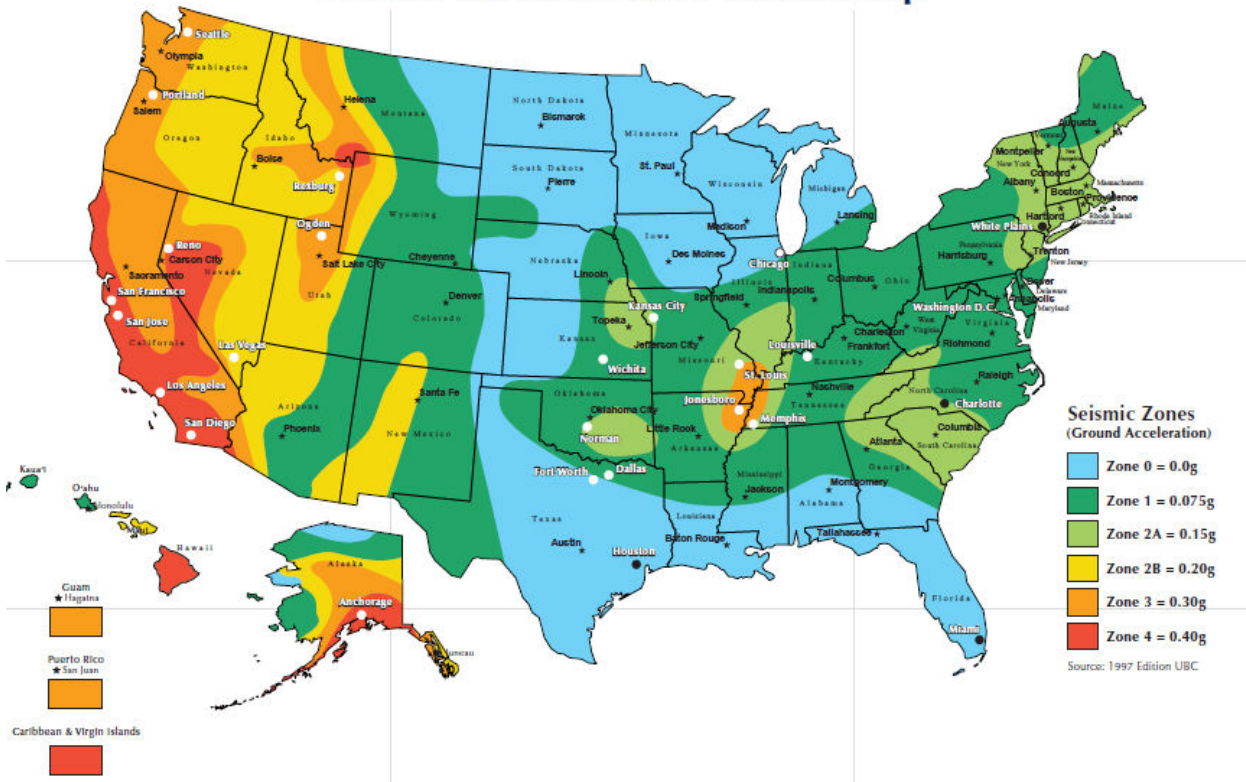 Seattle
Olympia
Washington
Portland
Salem
Oregon
Idaho
Boise
Helena
Montana
Rexburg
Wyoming
Ogden
Salt Lake City
Utah
Cheyenne
Reno
Carson City
Nevada
Sacramento
San Francisco
San Jose
California
Las Vegas
Los Angeles
San Diego
Arizona
Phoenix
Denver
Colorado
Santa Fe
New Mexico
North Dakota
Bismarck
South Dakota
Pierre
Nebraska
Lincoln
Kansas
Topeka
Wichita
Oklahoma
Oklahoma City
Norman
Fort Worth
Dallas
Texas
Austin
Houston
Minnesota
St. Paul
Wisconsin
Madison
Iowa
Des Moines
Michigan
Lansing
Chicago
Illinois
Springfield
Indiana
Indianapolis
Ohio
Columbus
Kansas City
Jefferson City
Missouri
St. Louis
Louisville
Kentucky
Frankfort
Jonesboro
Memphis
Nashville
Tennessee
Little Rock
Arkansas
Mississippi
Jackson
Louisiana
Baton Rouge
Alabama
Montgomery
Tallahassee
Florida
Miami
Georgia
Atlanta
South Carolina
Columbia
North Carolina
Charlotte
Raleigh
Virginia
Richmond
West
Virginia
Charleston
Washington D.C.
Annapolis
Maryland
Dover
Delaware
Pennsylvania
Harrisburg
Trenton
New Jersey
White Plains
New York
Albany
Hartford
Connecticut
Rhode Island
Providence
Boston
Massachusetts
Concord
New
Hampshire
Montpelier
Vermont
Augusta
Maine
Kaua'i
O'ahu
Honolulu
Maui
Hawaii
Alaska
Anchorage
Juneau
Guam
Hagatna
Puerto Rico
San Juan
Caribbean & Virgin Islands
Seismic Zones
(Ground Acceleration)
Zone 0 = 0.0g
Zone 1 = 0.075g
Zone 2A = 0.15g
Zone 2B = 0.20g
Zone 3 = 0.30g
Zone 4 = 0.40g
Source: 1997 Edition UBC